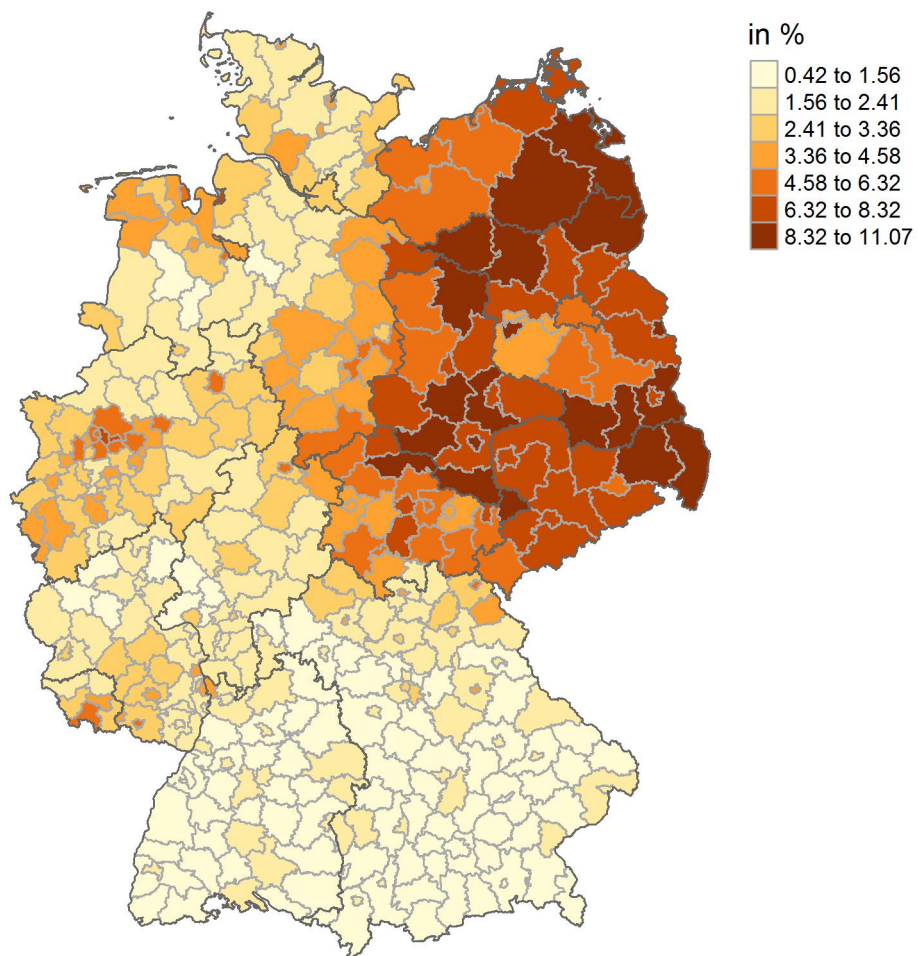 in %
0.42 to 1.56
1.56 to 2.41
2.41 to 3.36
3.36 to 4.58
4.58 to 6.32
6.32 to 8.32
8.32 to 11.07